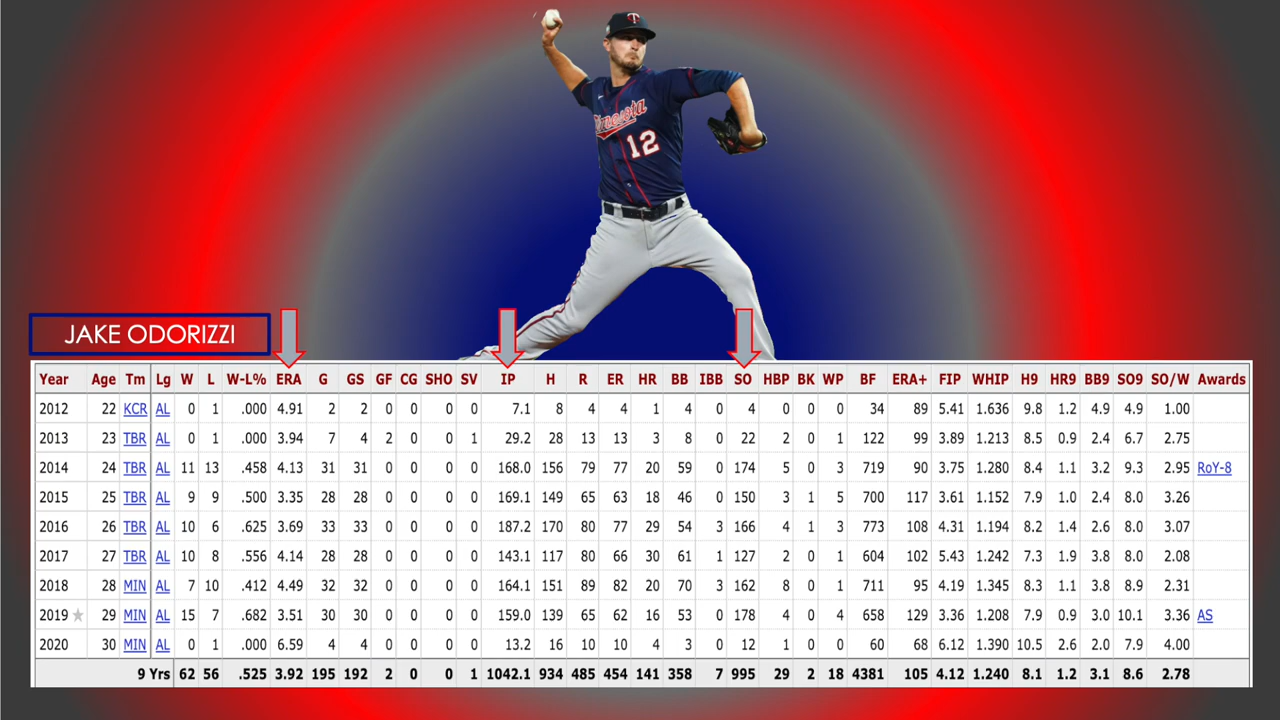 T
Minnesota
12
JAKE ODORIZZI
Year Age Tm Lg W L W-L% ERA G GS GF CG SHO SV IP H R ER HR BB IBB SO HBP BK WP BF ERA+ FIP WHIP H9 HR9 BB9 SO9 SO/W Awards
2012 22 KCR AL 0 1 .000 4.91 2 2 0 0 0 0 7.1 8 4 4 1 4 0 4 0 0 0 34 89 5.41 1.636 9.8 1.2 4.9 4.9 1.00
2013 23 TBR AL 0 1 .000 3.94 7 4 2 0 0 1 29.2 28 13 13 3 8 0 22 2 0 1 122 99 3.89 1.213 8.5 0.9 2.4 6.7 2.75
2014 24 TBR AL 11 13 .458 4.13 31 31 0 0 0 0 168.0 156 79 77 20 59 0 174 5 0 3 719 90 3.75 1.280 8.4 1.1 3.2 9.3 2.95 RoY-8
2015 25 TBR AL 9 9 .500 3.35 28 28 0 0 0 0 169.1 149 65 63 18 46 0 150 3 1 5 700 117 3.61 1.152 7.9 1.0 2.4 8.0 3.26
2016 26 TBR AL 10 6 .625 3.69 33 33 0 0 0 0 187.2 170 80 77 29 54 3 166 4 1 3 773 108 4.31 1.194 8.2 1.4 2.6 8.0 3.07
2017 27 TBR AL 10 8 .556 4.14 28 28 0 0 0 0 143.1 117 80 66 30 61 1 127 2 0 1 604 102 5.43 1.242 7.3 1.9 3.8 8.0 2.08
2018 28 MIN AL 7 10 .412 4.49 32 32 0 0 0 0 164.1 151 89 82 20 70 3 162 8 0 1 711 95 4.19 1.345 8.3 1.1 3.8 8.9 2.31
2019 ★ 29 MIN AL 15 7 .682 3.51 30 30 0 0 0 0 159.0 139 65 62 16 53 0 178 4 0 4 658 129 3.36 1.208 7.9 0.9 3.0 10.1 3.36 AS
2020 30 MIN AL 0 1 .000 6.59 4 4 0 0 0 0 13.2 16 10 10 4 3 0 12 1 0 0 60 68 6.12 1.390 10.5 2.6 2.0 7.9 4.00
9 Yrs 62 56 .525 3.92 195 192 2 0 0 1 1042.1 934 485 454 141 358 7 995 29 2 18 4381 105 4.12 1.240 8.1 1.2 3.1 8.6 2.78